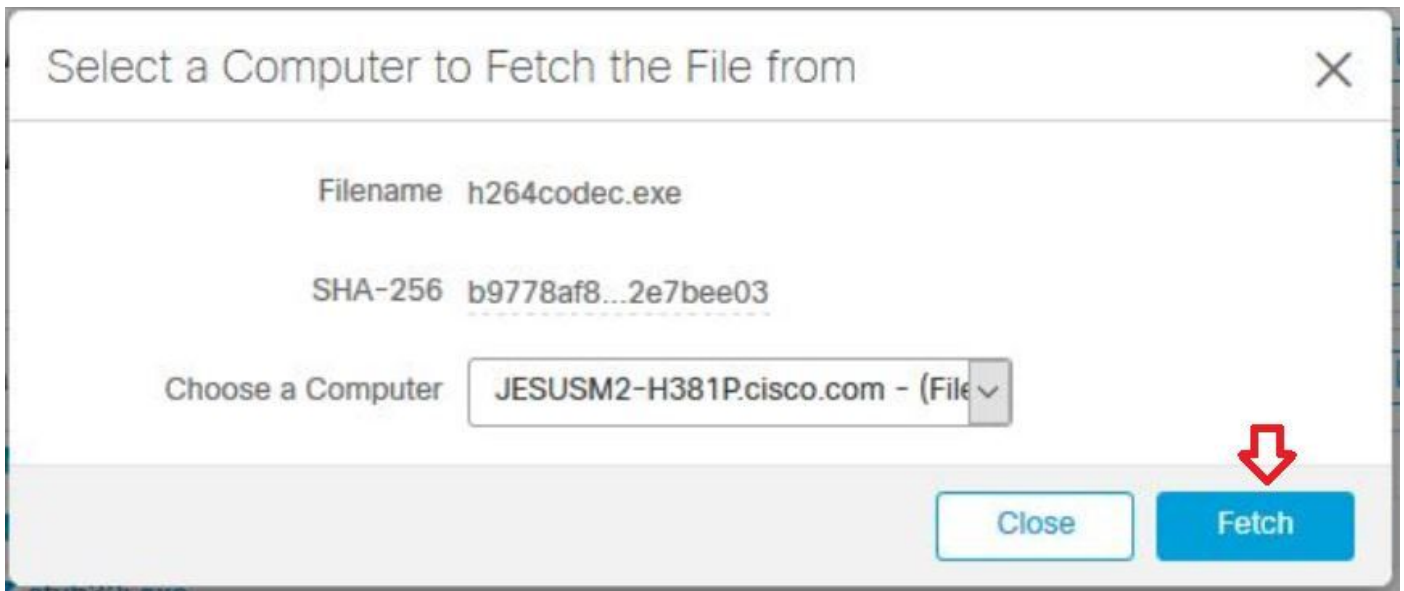 Select a Computer to Fetch the File from
Filename h264codec.exe
SHA-256 b9778af8...2e7bee03
Choose a Computer JESUSM2-H381P.cisco.com - (File
Close Fetch